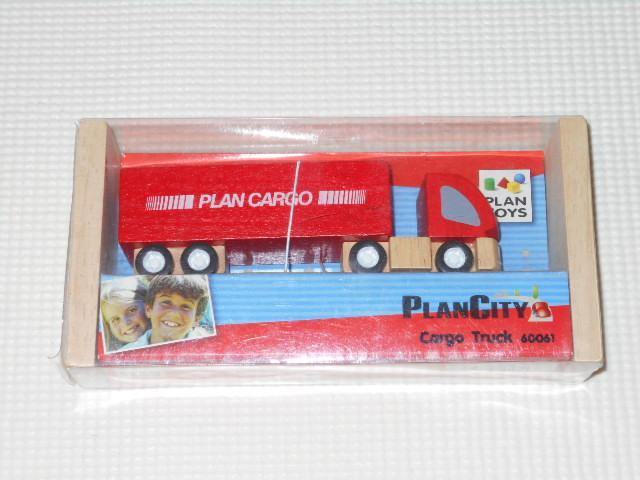 PLAN CARGO
PLAN
TOYS
PLANCITY
Cargo Truck 60061